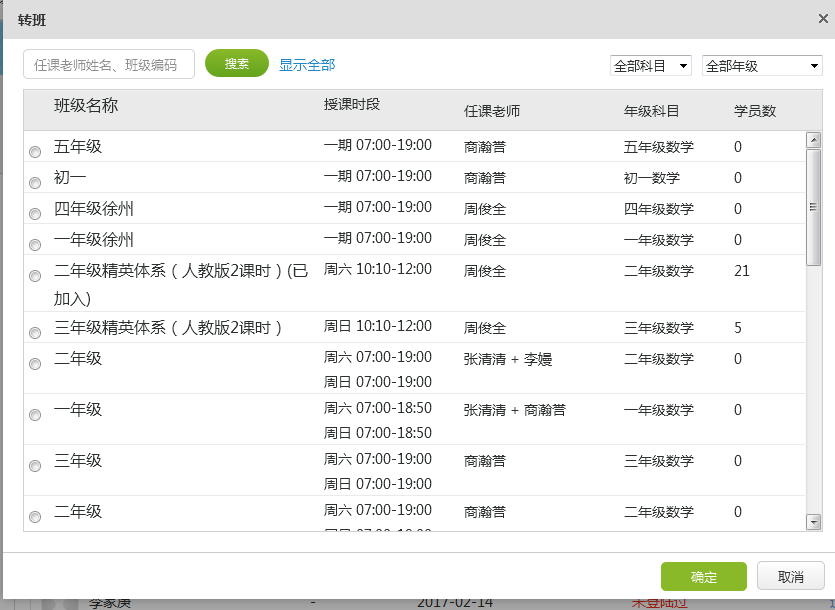 转班
×
任课老师姓名、班级编码
搜索
显示全部
全部科目
全部年级
班级名称 授课时段 任课老师 年级科目 学员数
五年级 一期 07:00-19:00 商瀚誉 五年级数学 0
初一 一期 07:00-19:00 商瀚誉 初一数学 0
四年级徐州 一期 07:00-19:00 周俊全 四年级数学 0
一年级徐州 一期 07:00-19:00 周俊全 一年级数学 0
二年级精英体系（人教版2课时）(已 周六 10:10-12:00 周俊全 二年级数学 21
加入)
三年级精英体系（人教版2课时） 周日 10:10-12:00 周俊全 三年级数学 5
二年级 周六 07:00-19:00 张清清 + 李嫚 二年级数学 0
周日 07:00-19:00
一年级 周六 07:00-18:50 张清清 + 商瀚誉 一年级数学 0
周日 07:00-18:50
三年级 周六 07:00-19:00 商瀚誉 三年级数学 0
周日 07:00-19:00
二年级 周六 07:00-19:00 商瀚誉 二年级数学 0
确定
取消
李家庚 - 2017-02-14 未登陆过